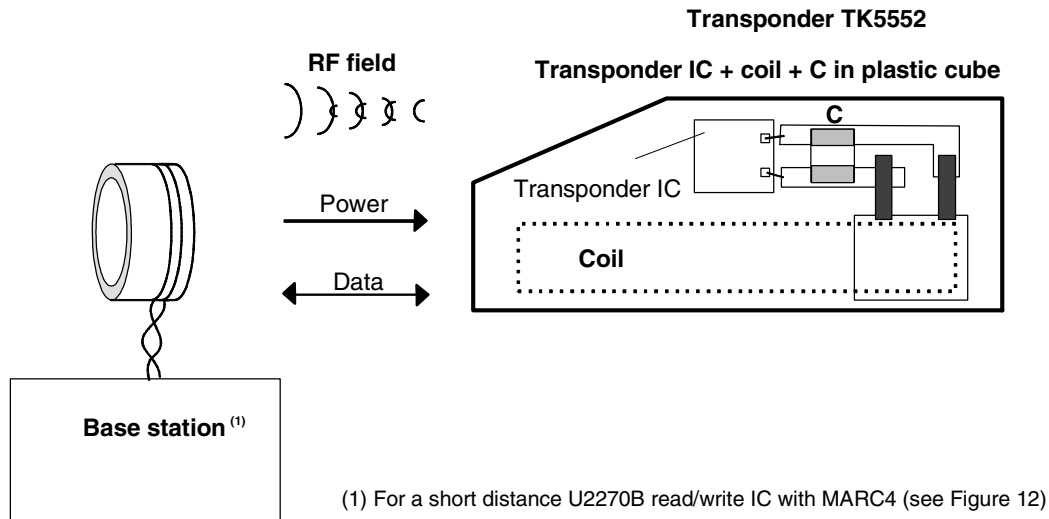 Transponder TK5552
RF field
Transponder IC + coil + C in plastic cube
C
Transponder IC
Power
Coil
Data
Base station (1)
(1) For a short distance U2270B read/write IC with MARC4 (see Figure 12)